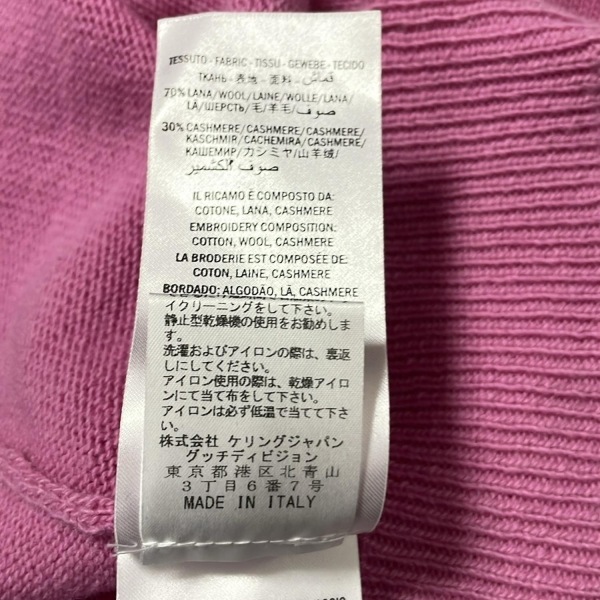 TESSUTO - FABRIC - TISSU - GEWEBE - TECIDO
ТКАНЬ - 表地 - 面料 - قماش
70% LANA/WOOL/LAINE/WOLLE/LANA/
LÃ/ШЕРСТЬ/毛/羊毛/صوف
30% CASHMERE/CASHMERE/CASHMERE/
KASCHMIR/CACHEMIRA/CASHMERE/
КАШЕМИР/カシミヤ/山羊绒/
صوف الكشمير
IL RICAMO È COMPOSTO DA:
COTONE, LANA, CASHMERE
EMBROIDERY COMPOSITION:
COTTON, WOOL, CASHMERE
LA BRODERIE EST COMPOSÉE DE:
COTON, LAINE, CASHMERE
BORDADO: ALGODÃO, LÃ, CASHMERE
イクリーニングをして下さい。
静止型乾燥機の使用をお勧めしま
す。
洗濯およびアイロンの際は、裏返
しにしてください。
アイロン使用の際は、乾燥アイロ
ンにて当て布をして下さい。
アイロンは必ず低温で当てて下さ
い。
株式会社 ケリングジャパン
グッチディビジョン
東京都港区北青山
3丁目6番7号
MADE IN ITALY